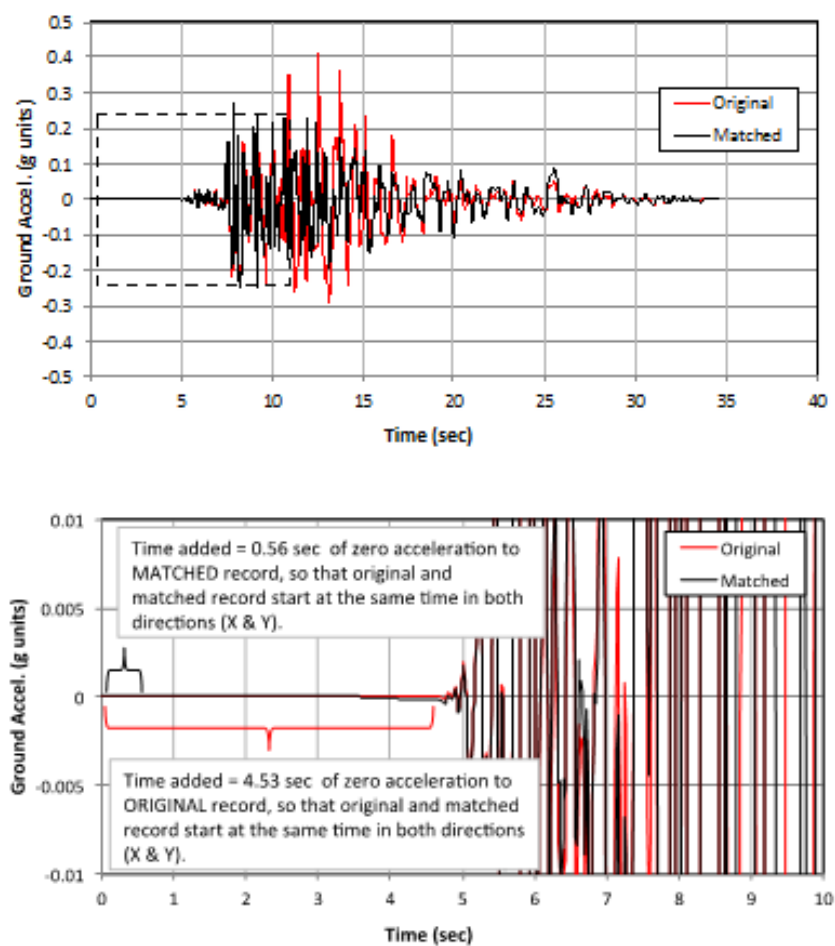 0.5
0.4
0.3
0.2
0.1
0
-0.1
-0.2
-0.3
-0.4
-0.5
Ground Accel. (g units)
Original
Matched
0 5 10 15 20 25 30 35 40
Time (sec)
0.01
0.005
0
-0.005
-0.01
Ground Accel. (g units)
Time added = 0.56 sec of zero acceleration to
MATCHED record, so that original and
matched record start at the same time in both
directions (X & Y).
Original
Matched
Time added = 4.53 sec of zero acceleration to
ORIGINAL record, so that original and matched
record start at the same time in both directions
(X & Y).
0 1 2 3 4 5 6 7 8 9 10
Time (sec)